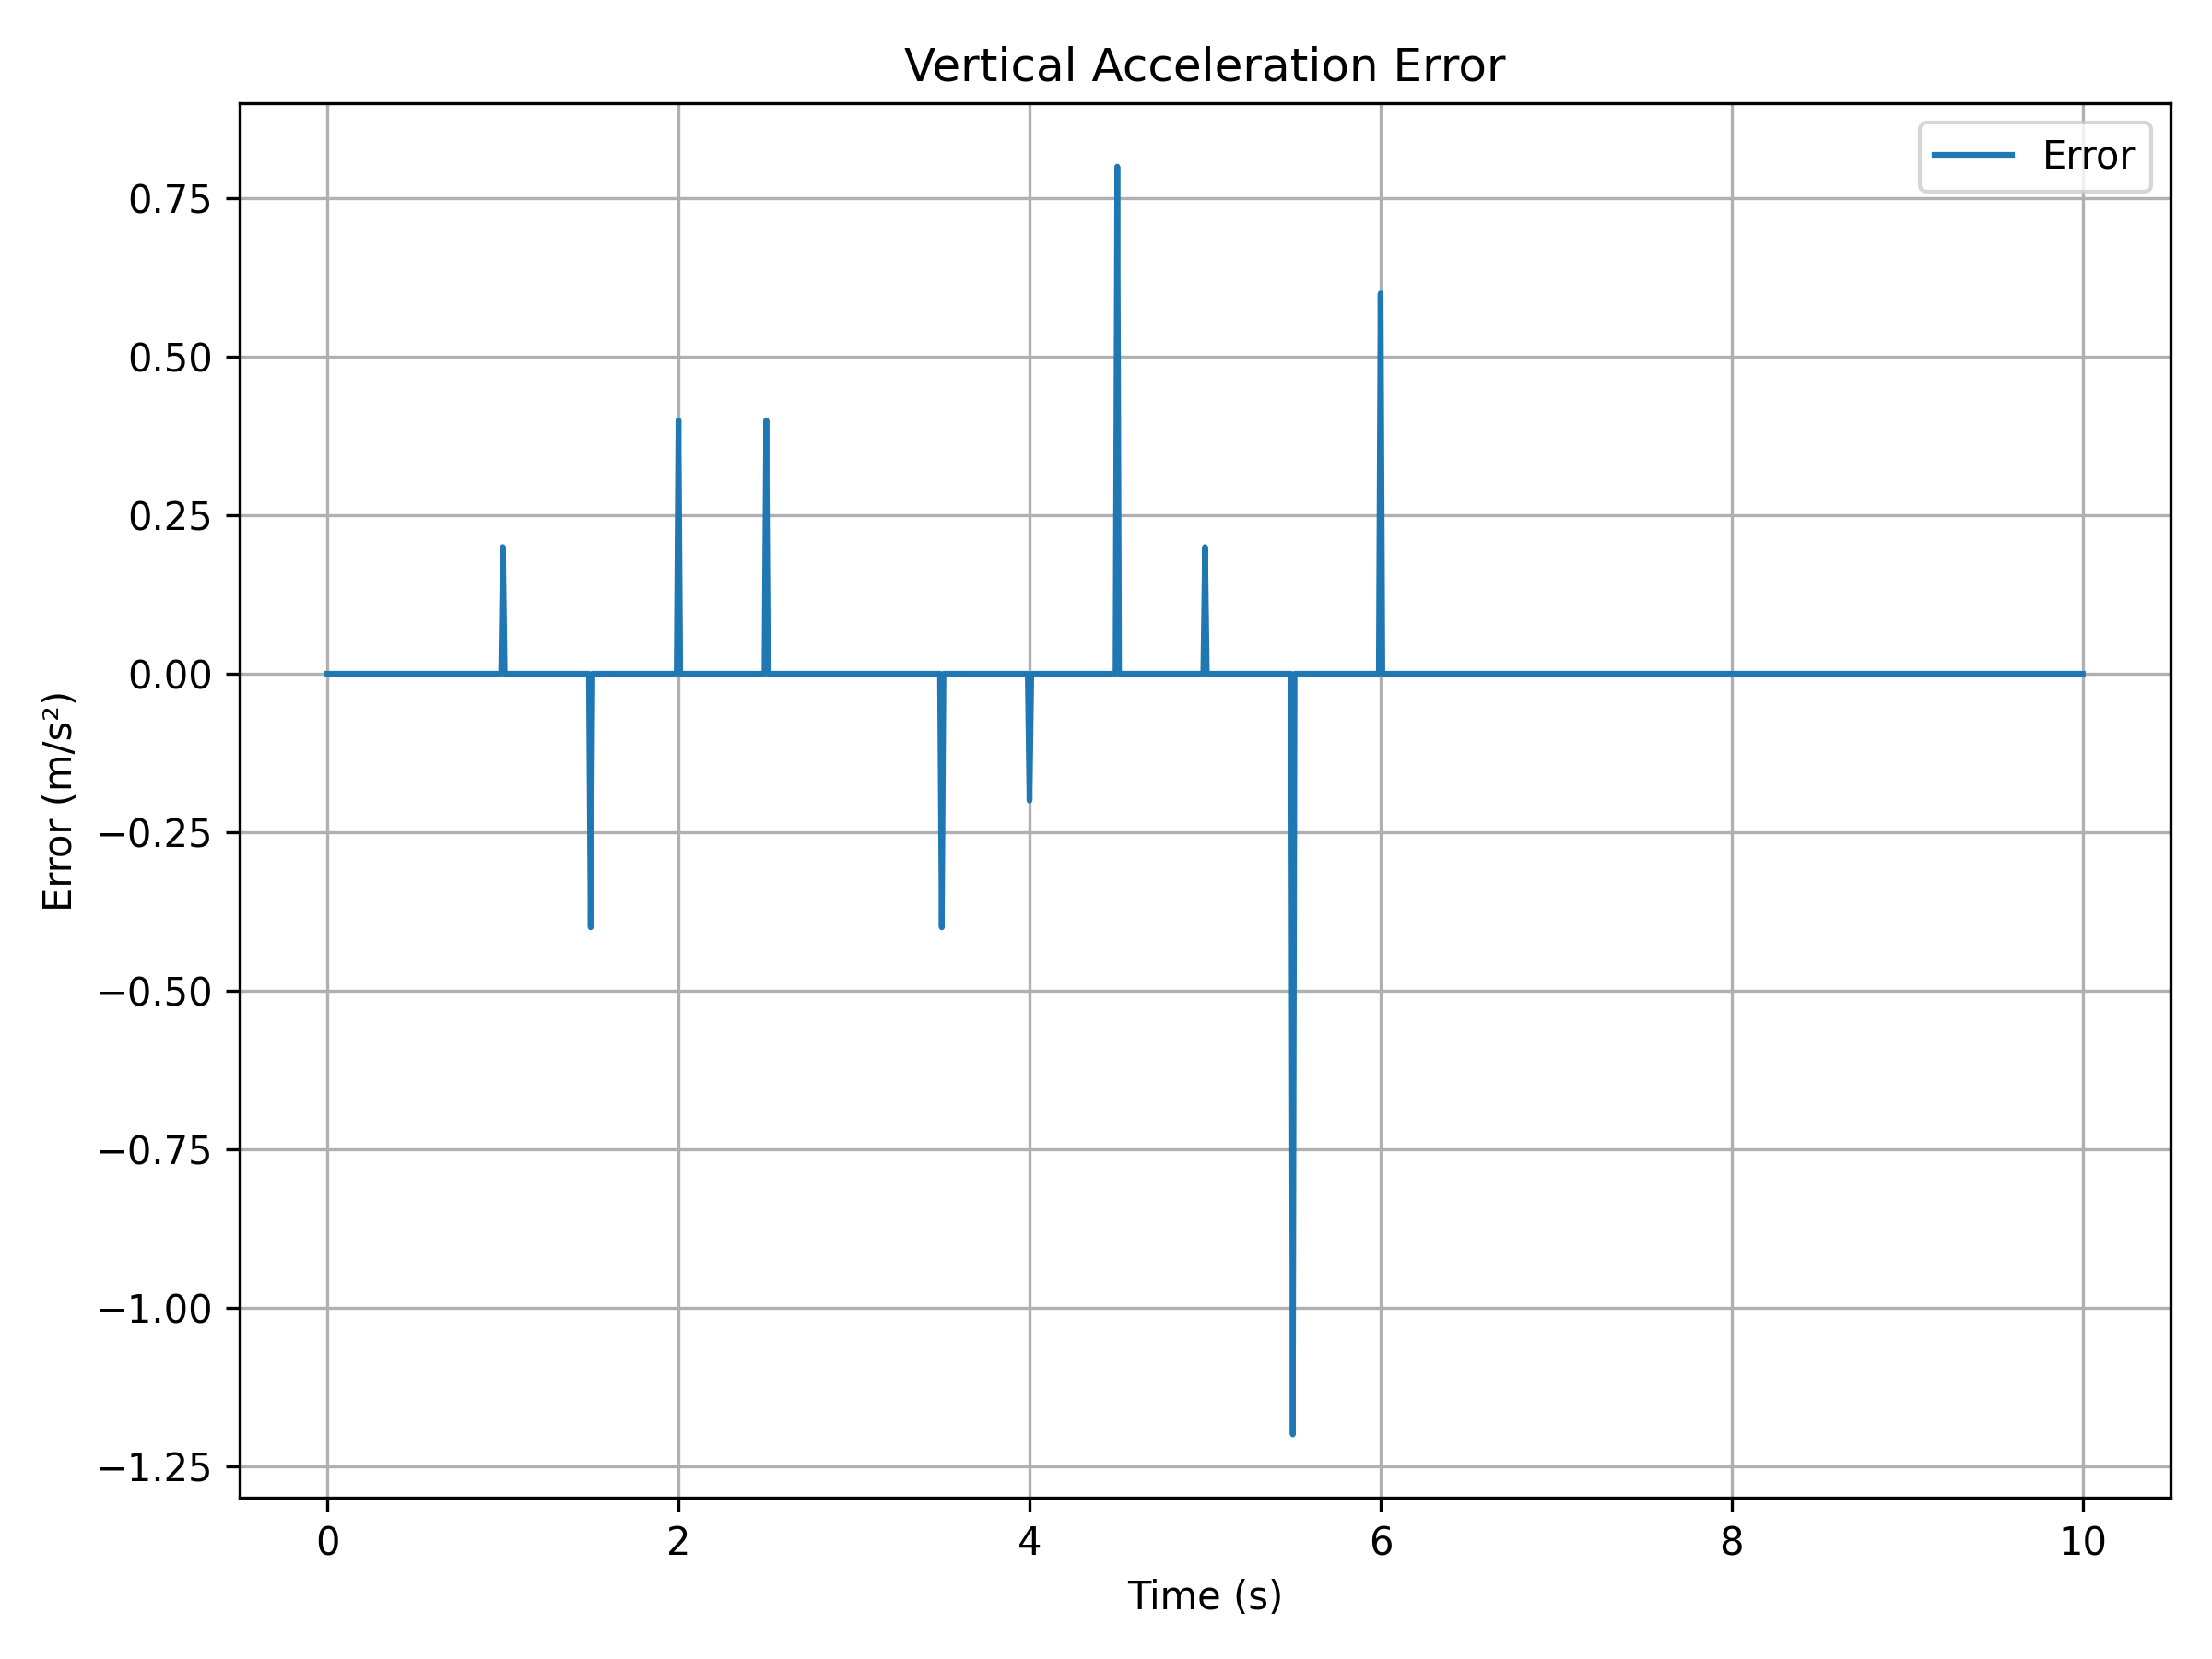 Vertical Acceleration Error
Error
0.75
0.50
0.25
0.00
−0.25
−0.50
−0.75
−1.00
−1.25
Error (m/s²)
0 2 4 6 8 10
Time (s)